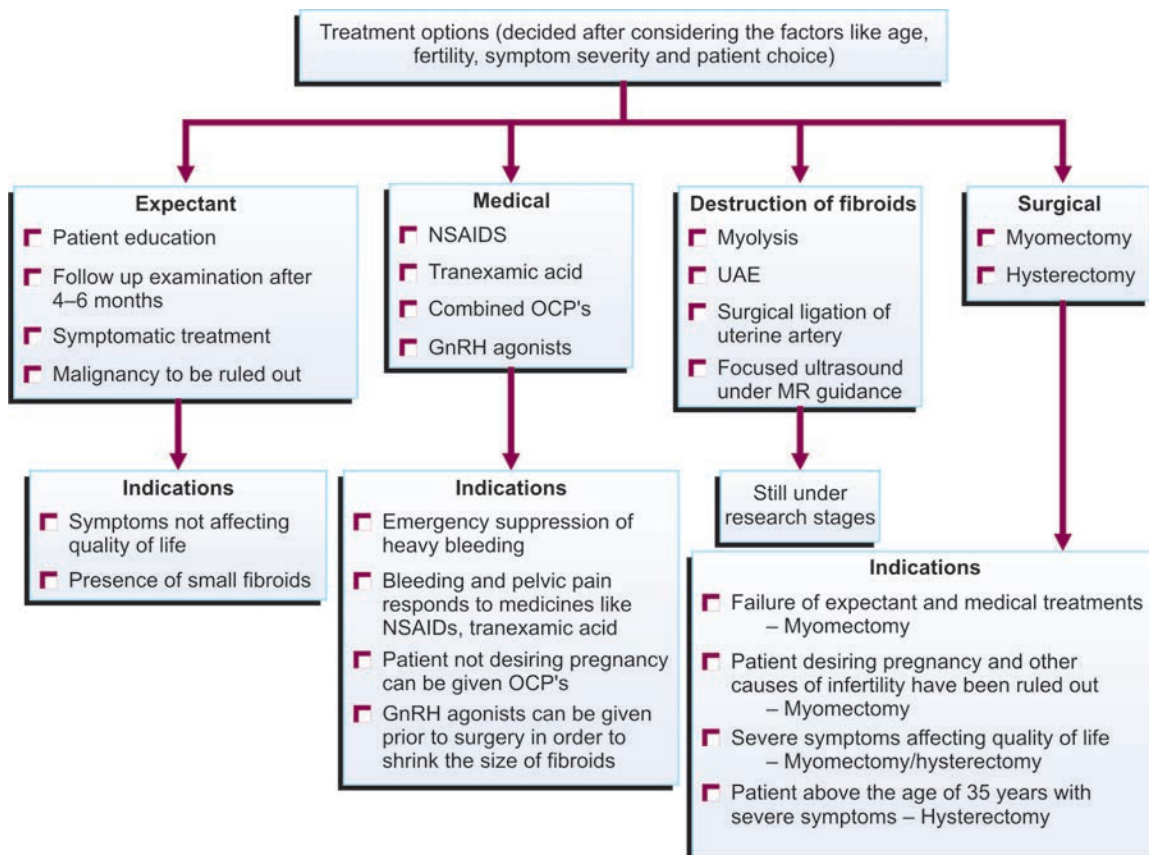 Treatment options (decided after considering the factors like age,
fertility, symptom severity and patient choice)
Expectant
Patient education
Follow up examination after
4–6 months
Symptomatic treatment
Malignancy to be ruled out
Medical
NSAIDS
Tranexamic acid
Combined OCP's
GnRH agonists
Destruction of fibroids
Myolysis
UAE
Surgical ligation of
uterine artery
Focused ultrasound
under MR guidance
Surgical
Myomectomy
Hysterectomy
Indications
Symptoms not affecting
quality of life
Presence of small fibroids
Indications
Emergency suppression of
heavy bleeding
Bleeding and pelvic pain
responds to medicines like
NSAIDs, tranexamic acid
Patient not desiring pregnancy
can be given OCP's
GnRH agonists can be given
prior to surgery in order to
shrink the size of fibroids
Still under
research stages
Indications
Failure of expectant and medical treatments
– Myomectomy
Patient desiring pregnancy and other
causes of infertility have been ruled out
– Myomectomy
Severe symptoms affecting quality of life
– Myomectomy/hysterectomy
Patient above the age of 35 years with
severe symptoms – Hysterectomy